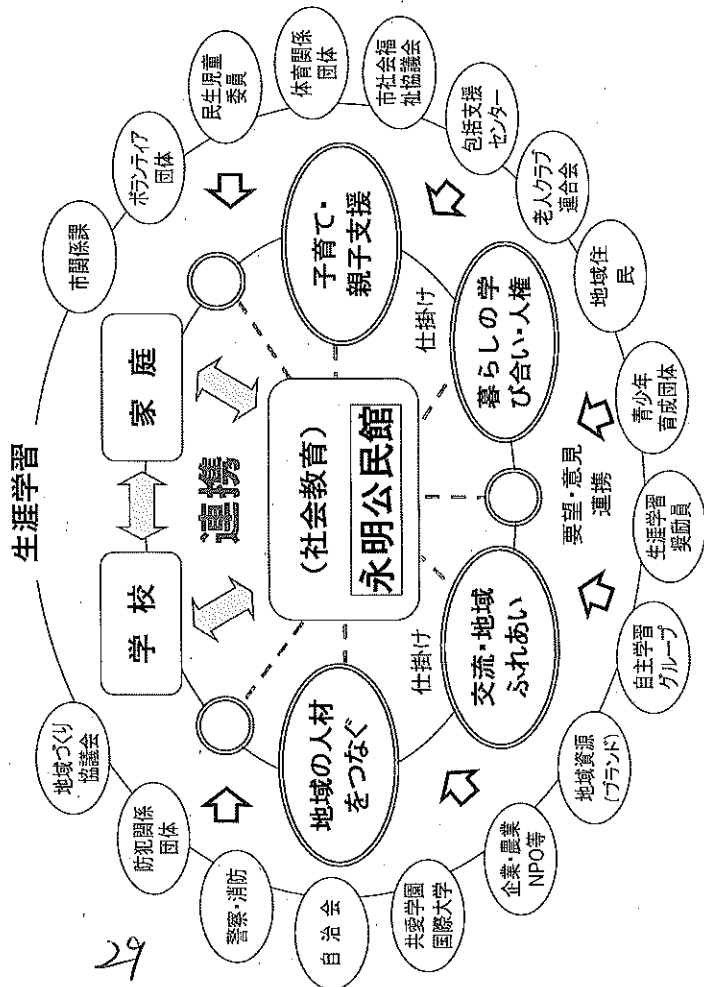 生涯学習
学校
家庭
連携
(社会教育)
永明公民館
地域の人材
をつなぐ
交流・地域
ふれあい
暮らしの学
び合い・人権
子育て・
親子支援
仕掛け
仕掛け
要望・意見
連携
地域づくり
協議会
防犯関係
団体
警察・消防
自治会
共愛学園
国際大学
企業・農業
NPO等
地域資源
(ブランド)
自主学習
グループ
生涯学習
奨励員
青少年
育成団体
地域住
民
老人クラブ
連合会
包括支援
センター
市社会福
祉協議会
体育関係
団体
民生児童
委員
ボランティア
団体
市関係課
29